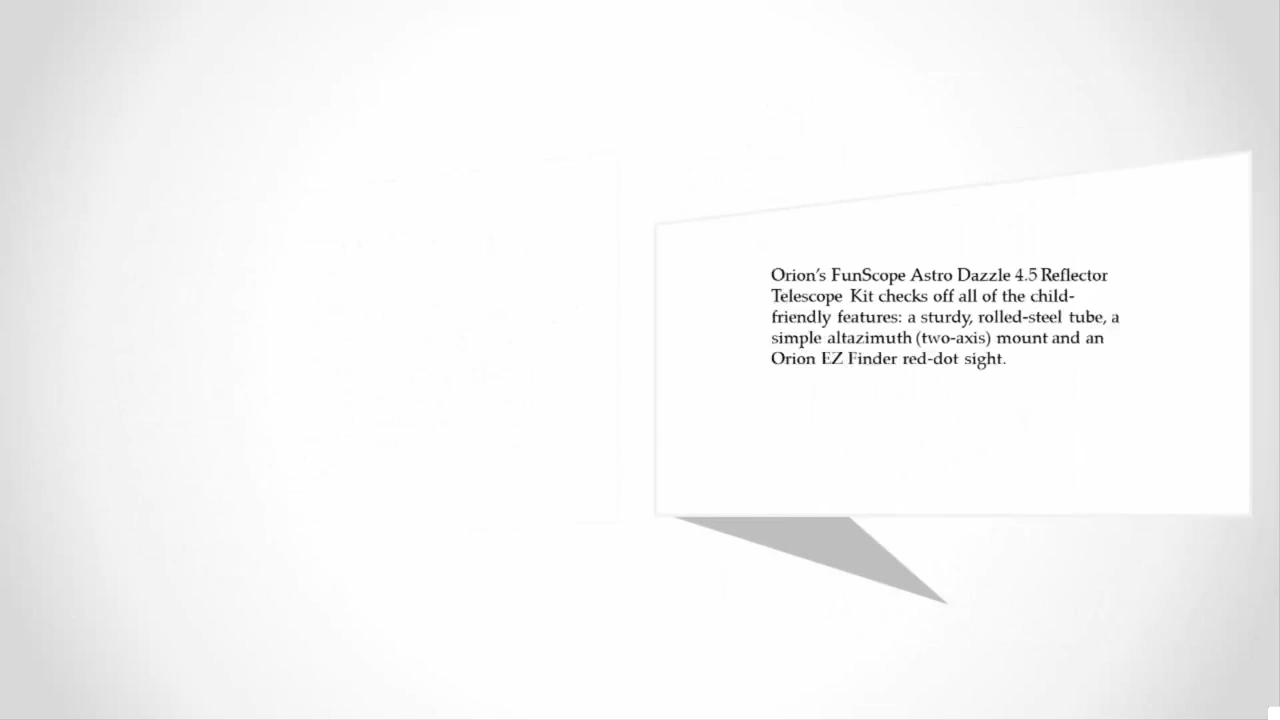 Orion's FunScope Astro Dazzle 4.5 Reflector
Telescope Kit checks off all of the child-
friendly features: a sturdy, rolled-steel tube, a
simple altazimuth (two-axis) mount and an
Orion EZ Finder red-dot sight.